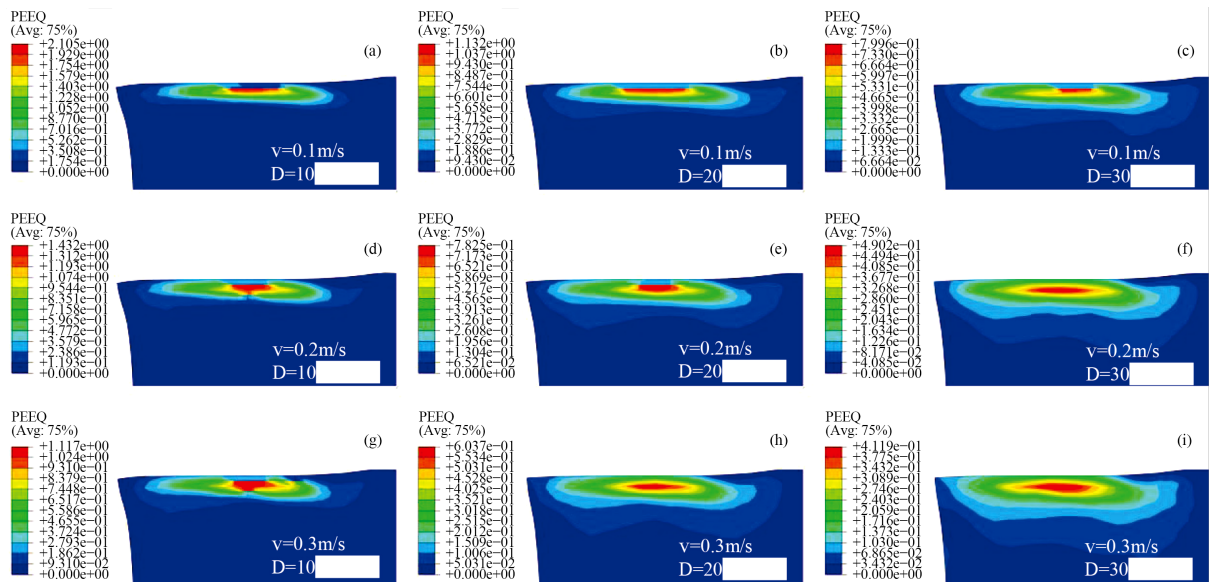 PEEQ
(Avg: 75%)
+2.105e+00
+1.929e+00
+1.754e+00
+1.579e+00
+1.403e+00
+1.228e+00
+1.052e+00
+8.770e−01
+7.016e−01
+5.262e−01
+3.508e−01
+1.754e−01
+0.000e+00
(a)
v=0.1m/s
D=10
PEEQ
(Avg: 75%)
+1.132e+00
+1.037e+00
+9.430e−01
+8.487e−01
+7.544e−01
+6.601e−01
+5.658e−01
+4.715e−01
+3.772e−01
+2.829e−01
+1.886e−01
+9.430e−02
+0.000e+00
(b)
v=0.1m/s
D=20
PEEQ
(Avg: 75%)
+7.996e−01
+7.330e−01
+6.664e−01
+5.997e−01
+5.331e−01
+4.665e−01
+3.998e−01
+3.332e−01
+2.665e−01
+1.999e−01
+1.333e−01
+6.664e−02
+0.000e+00
(c)
v=0.1m/s
D=30
PEEQ
(Avg: 75%)
+1.432e+00
+1.312e+00
+1.193e+00
+1.074e+00
+9.544e−01
+8.351e−01
+7.158e−01
+5.965e−01
+4.772e−01
+3.579e−01
+2.386e−01
+1.193e−01
+0.000e+00
(d)
v=0.2m/s
D=10
PEEQ
(Avg: 75%)
+7.825e−01
+7.173e−01
+6.521e−01
+5.869e−01
+5.217e−01
+4.565e−01
+3.913e−01
+3.261e−01
+2.608e−01
+1.956e−01
+1.304e−01
+6.521e−02
+0.000e+00
(e)
v=0.2m/s
D=20
PEEQ
(Avg: 75%)
+4.902e−01
+4.494e−01
+4.085e−01
+3.677e−01
+3.268e−01
+2.860e−01
+2.451e−01
+2.043e−01
+1.634e−01
+1.226e−01
+8.171e−02
+4.085e−02
+0.000e+00
(f)
v=0.2m/s
D=30
PEEQ
(Avg: 75%)
+1.117e+00
+1.024e+00
+9.310e−01
+8.379e−01
+7.448e−01
+6.517e−01
+5.586e−01
+4.655e−01
+3.724e−01
+2.793e−01
+1.862e−01
+9.310e−02
+0.000e+00
(g)
v=0.3m/s
D=10
PEEQ
(Avg: 75%)
+6.037e−01
+5.534e−01
+5.031e−01
+4.528e−01
+4.025e−01
+3.521e−01
+3.018e−01
+2.515e−01
+2.012e−01
+1.509e−01
+1.006e−01
+5.031e−02
+0.000e+00
(h)
v=0.3m/s
D=20
PEEQ
(Avg: 75%)
+4.119e−01
+3.775e−01
+3.432e−01
+3.089e−01
+2.746e−01
+2.403e−01
+2.059e−01
+1.716e−01
+1.373e−01
+1.030e−01
+6.865e−02
+3.432e−02
+0.000e+00
(i)
v=0.3m/s
D=30